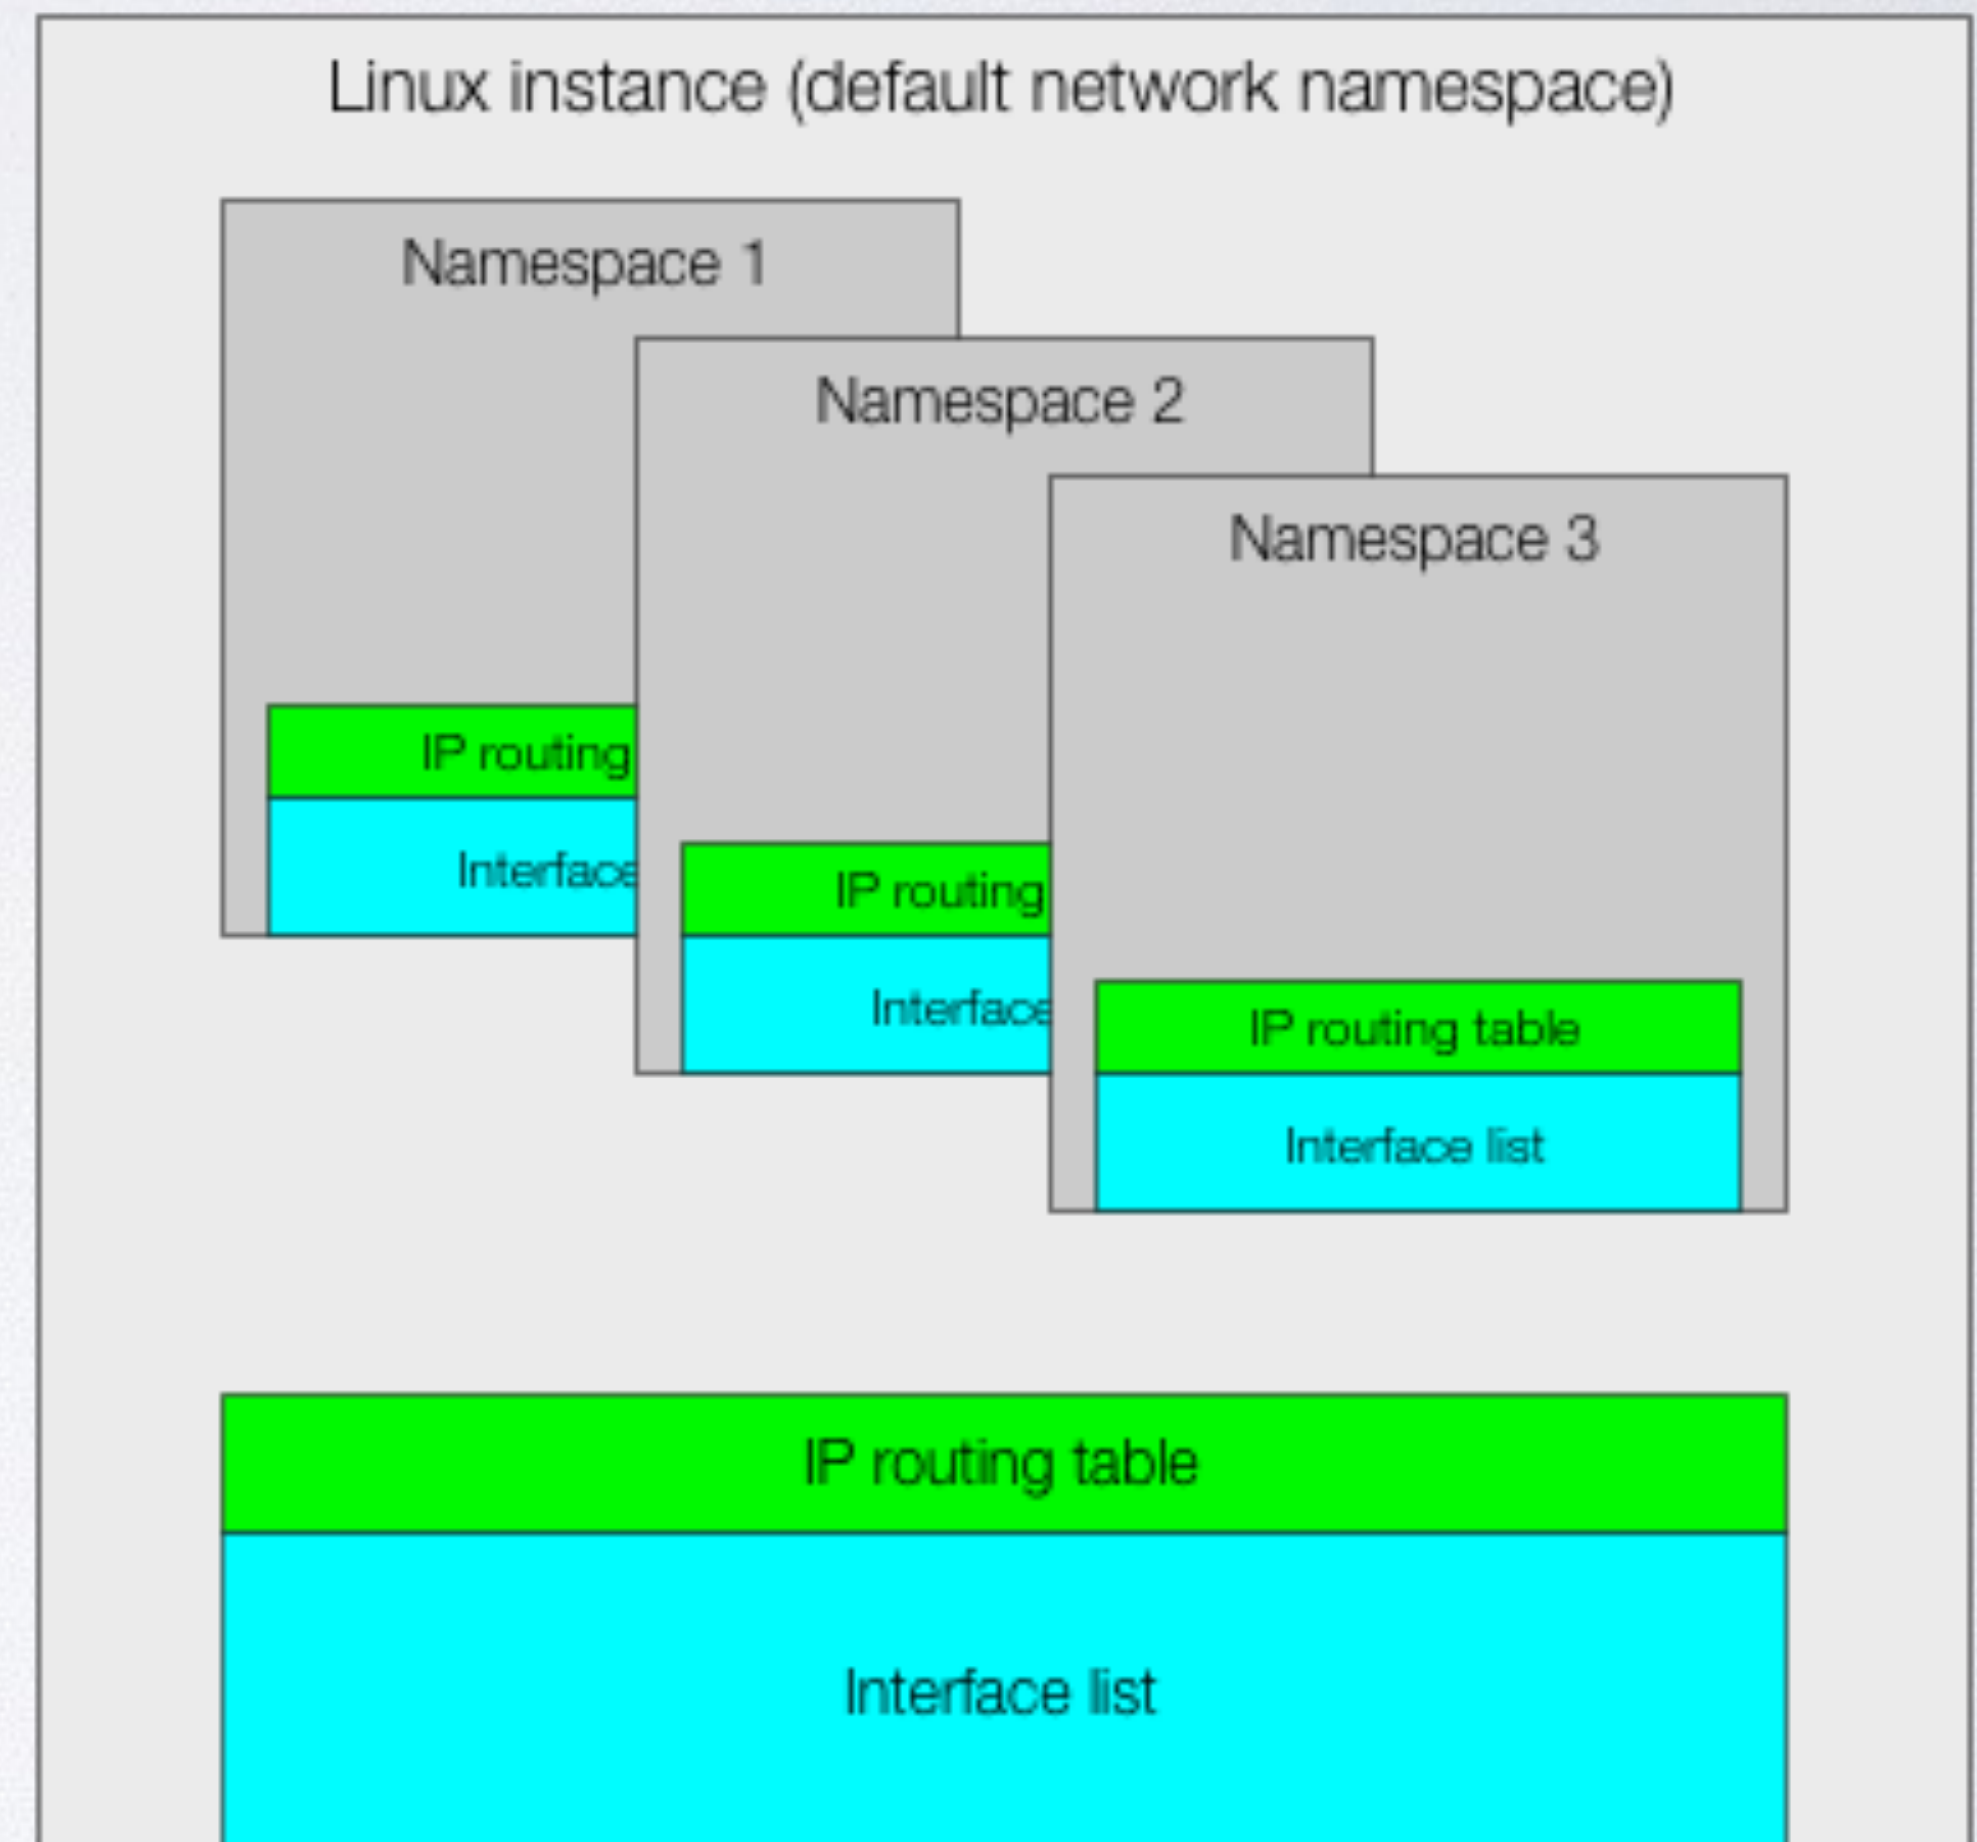 Linux instance (default network namespace)
Namespace 1
IP routing
Interface
Namespace 2
IP routing
Interface
Namespace 3
IP routing table
Interface list
IP routing table
Interface list